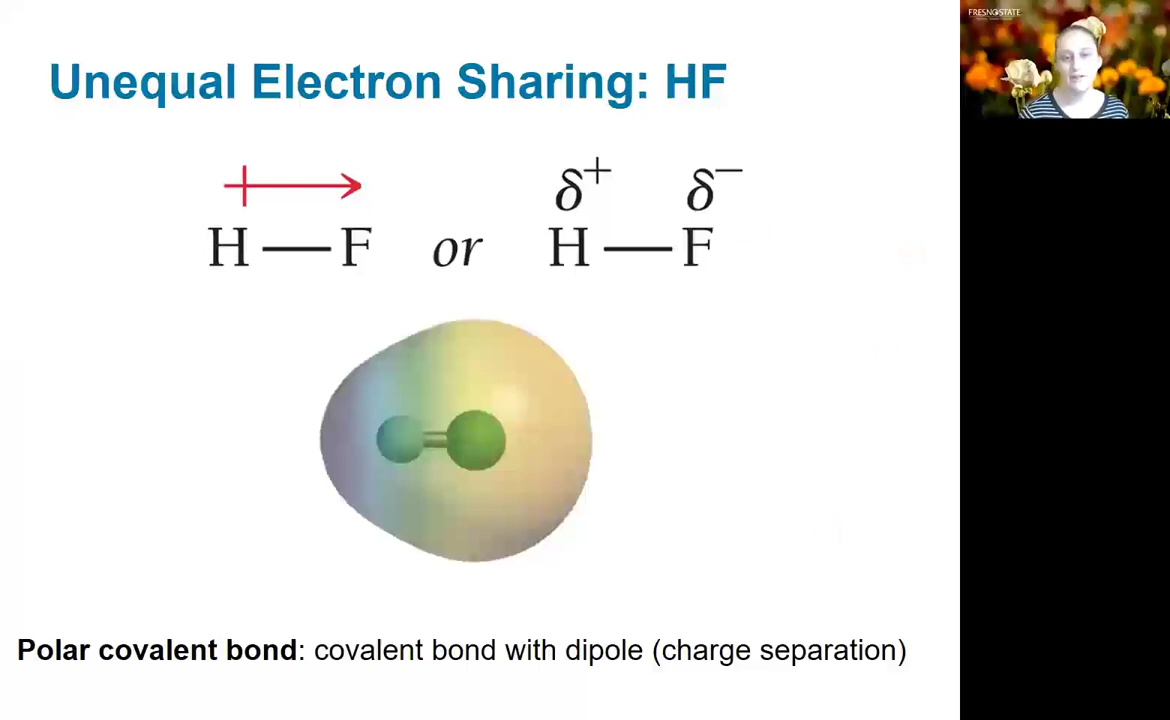 Unequal Electron Sharing: HF
FRESNO STATE
δ+ δ−
H — F or H — F
Polar covalent bond: covalent bond with dipole (charge separation)